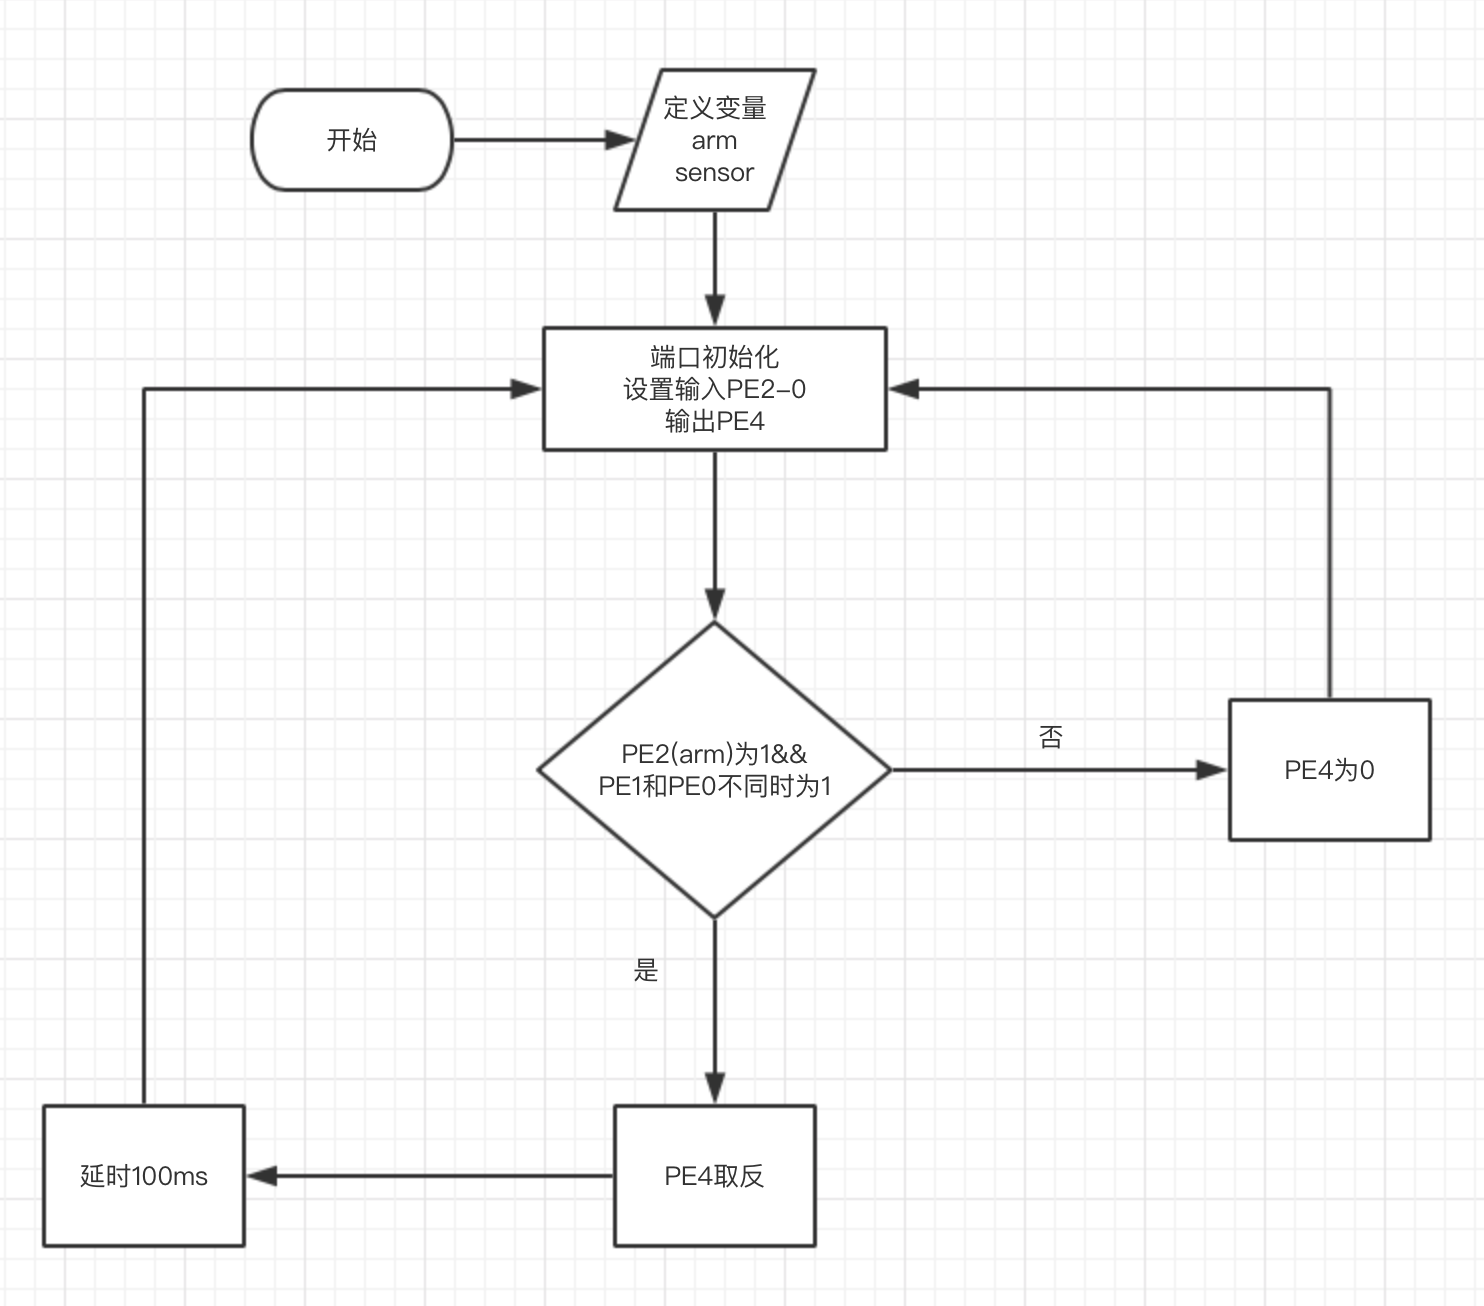 开始
定义变量
arm
sensor
端口初始化
设置输入PE2-0
输出PE4
PE2(arm)为1&&
PE1和PE0不同时为1
否
PE4为0
是
延时100ms
PE4取反